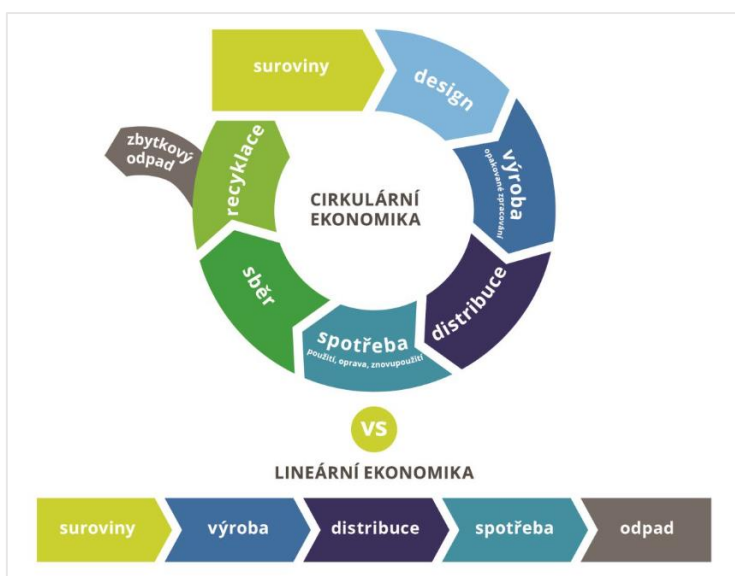 suroviny
design
výroba
opakované zpracování
distribuce
spotřeba
použití, oprava, znovupoužití
sběr
recyklace
zbytkový
odpad
CIRKULÁRNÍ
EKONOMIKA
VS
LINEÁRNÍ EKONOMIKA
suroviny
výroba
distribuce
spotřeba
odpad